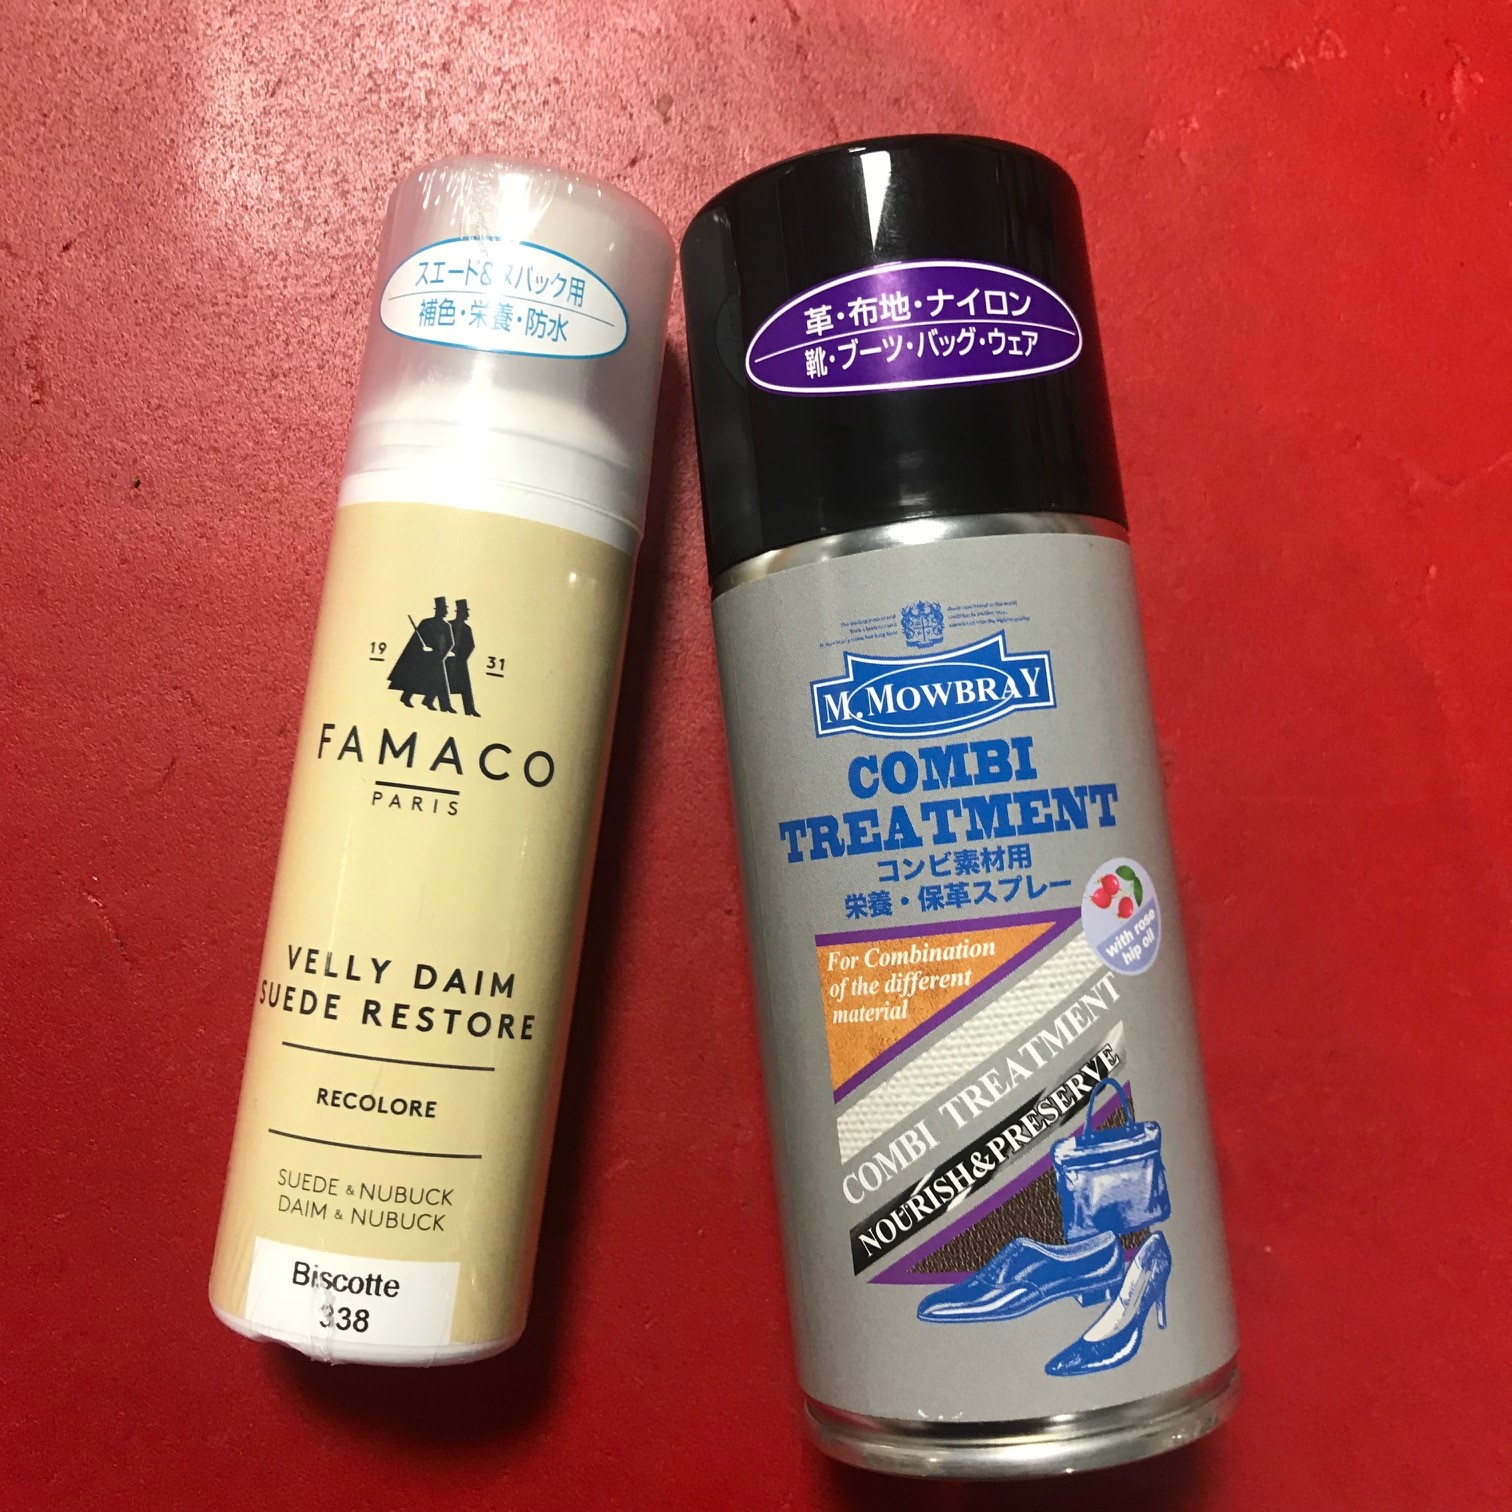 スエード&ヌバック用
補色・栄養・防水
19 31
FAMACO
PARIS
VELLY DAIM
SUEDE RESTORE
RECOLORE
SUEDE & NUBUCK
DAIM & NUBUCK
Biscotte
338
革・布地・ナイロン
靴・ブーツ・バッグ・ウェア
M. MOWBRAY
COMBI
TREATMENT
コンビ素材用
栄養・保革スプレー
with rose
hip oil
For Combination
of the different
material
COMBI TREATMENT
NOURISH&PRESERVE